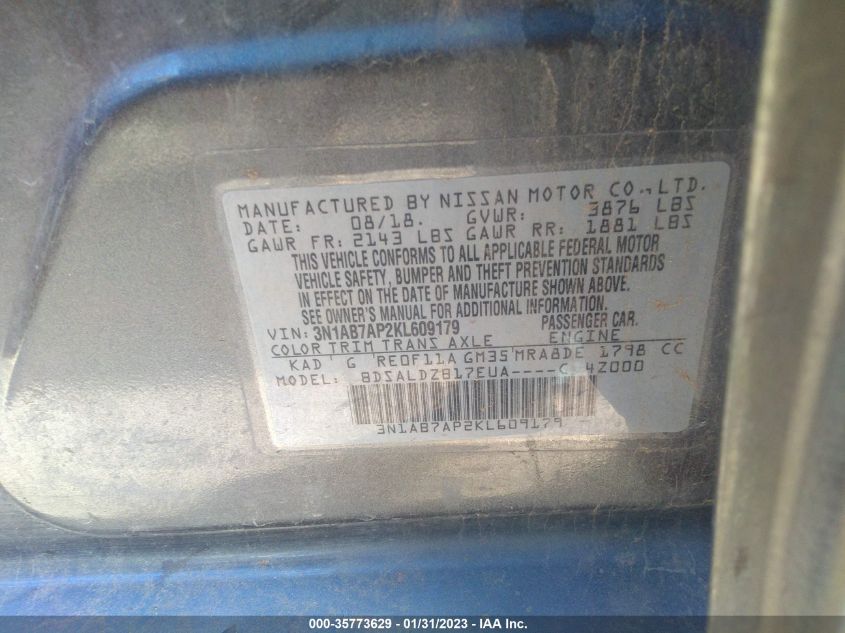 MANUFACTURED BY NISSAN MOTOR CO., LTD.
DATE: 08/18. GVWR: 3876 LBS
GAWR FR: 2143 LBS GAWR RR: 1881 LBS
THIS VEHICLE CONFORMS TO ALL APPLICABLE FEDERAL MOTOR
VEHICLE SAFETY, BUMPER AND THEFT PREVENTION STANDARDS
IN EFFECT ON THE DATE OF MANUFACTURE SHOWN ABOVE.
SEE OWNER'S MANUAL FOR ADDITIONAL INFORMATION.
VIN: 3N1AB7AP2KL609179 PASSENGER CAR.
COLOR TRIM TRANS AXLE ENGINE
KAD G RE0F11A GM35 MRA8DE 1798 CC
MODEL: BDSALDZB17EUA----C 4Z000
3N1AB7AP2KL609179
000-35773629 - 01/31/2023 - IAA Inc.